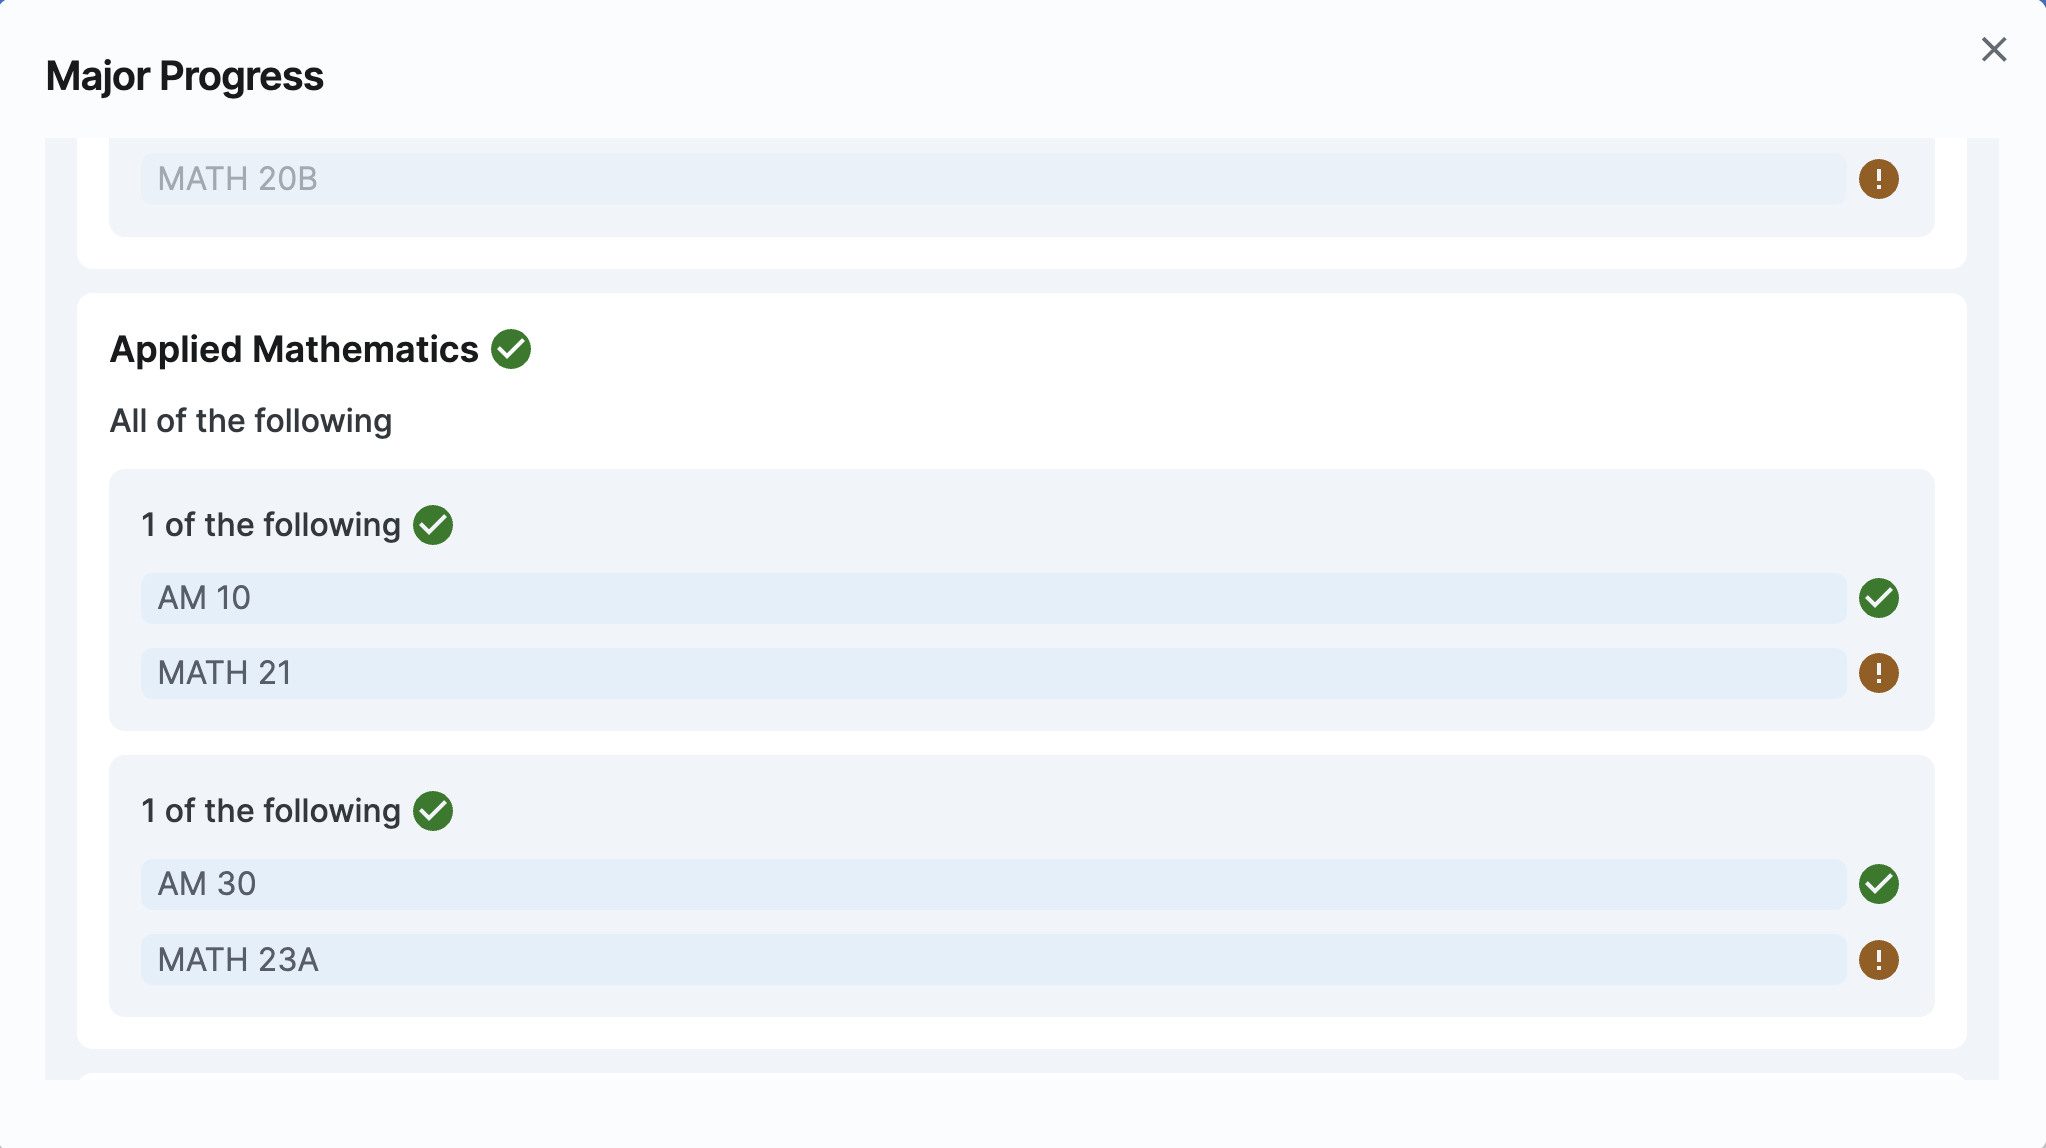 Major Progress
MATH 20B
Applied Mathematics
All of the following
1 of the following
AM 10
MATH 21
1 of the following
AM 30
MATH 23A